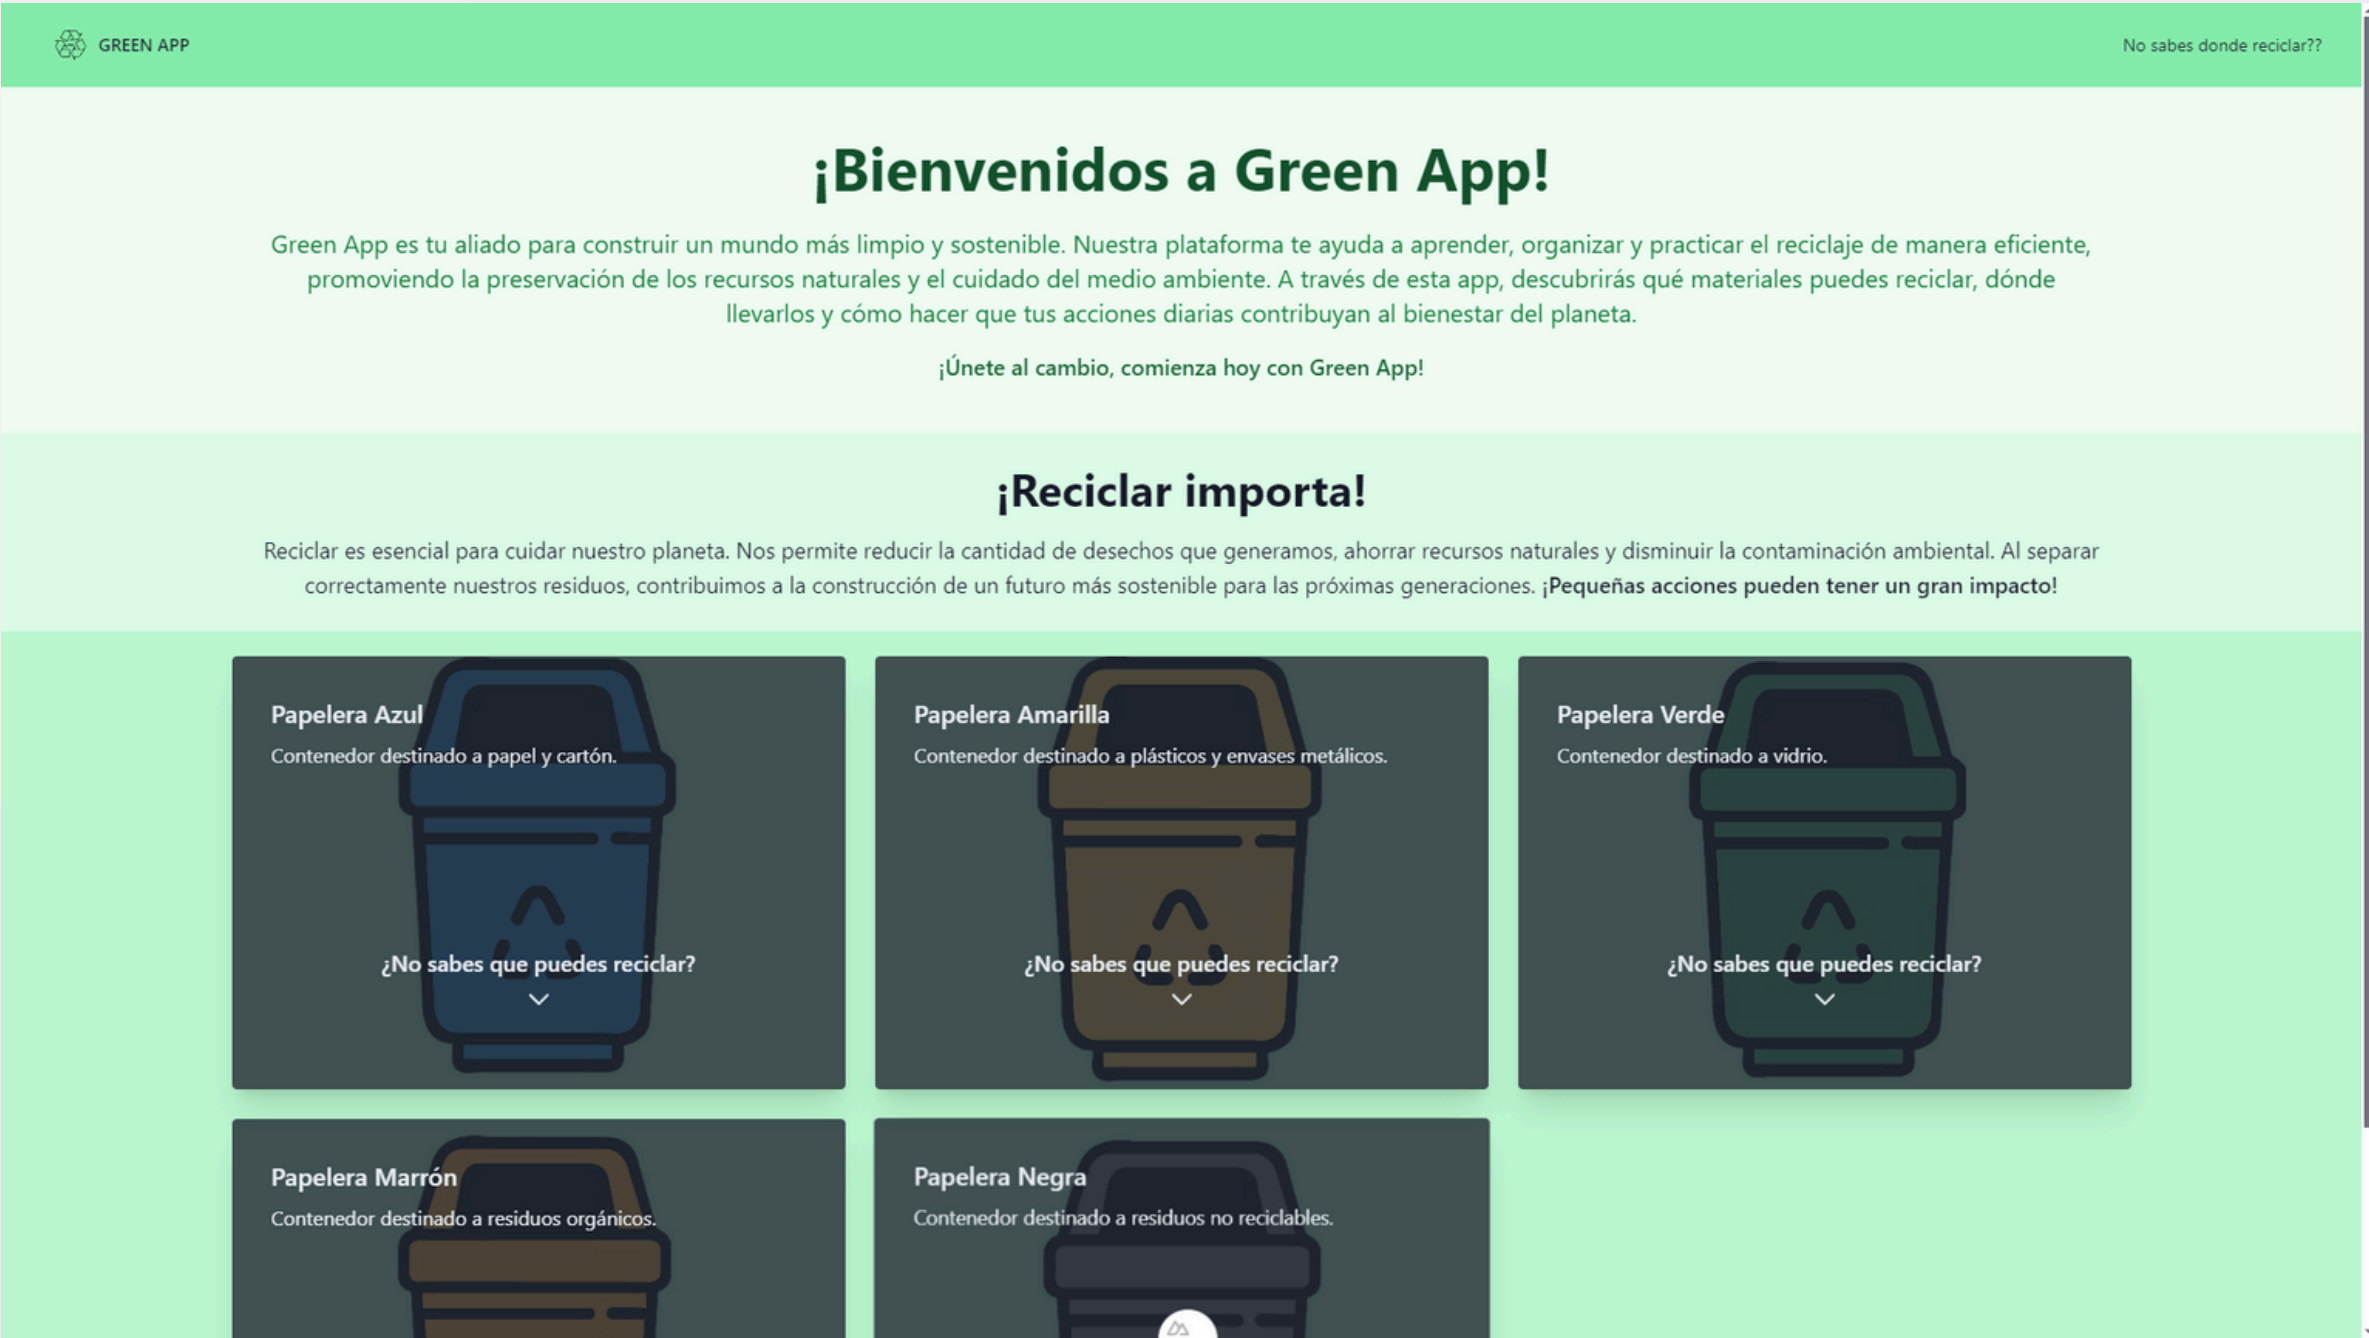 GREEN APP
No sabes donde reciclar??
¡Bienvenidos a Green App!
Green App es tu aliado para construir un mundo más limpio y sostenible. Nuestra plataforma te ayuda a aprender, organizar y practicar el reciclaje de manera eficiente,
promoviendo la preservación de los recursos naturales y el cuidado del medio ambiente. A través de esta app, descubrirás qué materiales puedes reciclar, dónde
llevarlos y cómo hacer que tus acciones diarias contribuyan al bienestar del planeta.
¡Únete al cambio, comienza hoy con Green App!
¡Reciclar importa!
Reciclar es esencial para cuidar nuestro planeta. Nos permite reducir la cantidad de desechos que generamos, ahorrar recursos naturales y disminuir la contaminación ambiental. Al separar
correctamente nuestros residuos, contribuimos a la construcción de un futuro más sostenible para las próximas generaciones. ¡Pequeñas acciones pueden tener un gran impacto!
Papelera Azul
Contenedor destinado a papel y cartón.
¿No sabes que puedes reciclar?
Papelera Amarilla
Contenedor destinado a plásticos y envases metálicos.
¿No sabes que puedes reciclar?
Papelera Verde
Contenedor destinado a vidrio.
¿No sabes que puedes reciclar?
Papelera Marrón
Contenedor destinado a residuos orgánicos.
Papelera Negra
Contenedor destinado a residuos no reciclables.